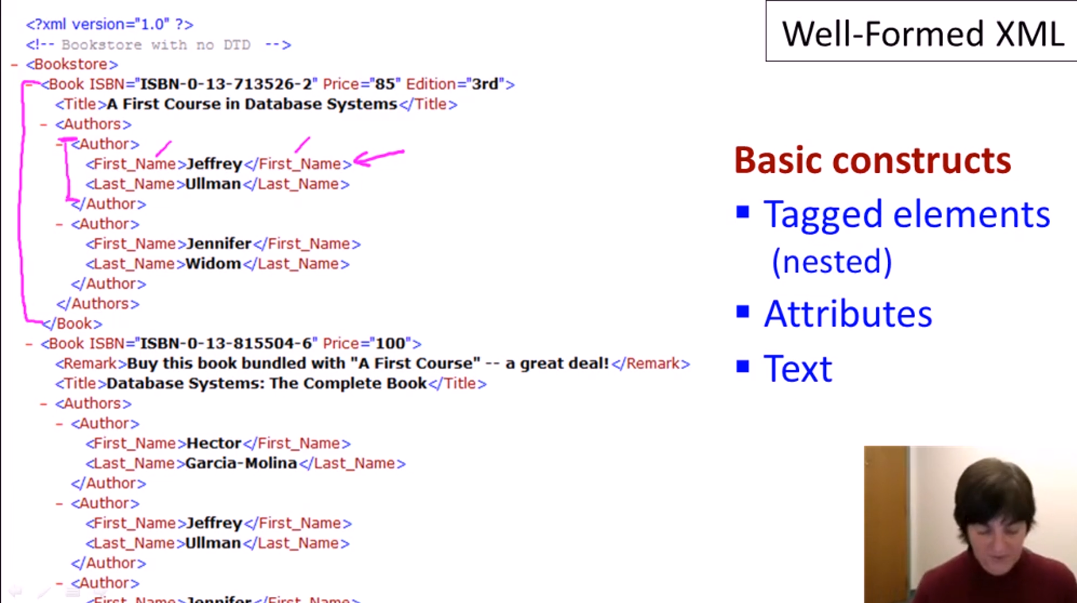 <?xml version="1.0" ?>
<!-- Bookstore with no DTD -->
- <Bookstore>
- <Book ISBN="ISBN-0-13-713526-2" Price="85" Edition="3rd">
<Title>A First Course in Database Systems</Title>
- <Authors>
- <Author>
<First_Name>Jeffrey</First_Name>
<Last_Name>Ullman</Last_Name>
</Author>
- <Author>
<First_Name>Jennifer</First_Name>
<Last_Name>Widom</Last_Name>
</Author>
</Authors>
</Book>
- <Book ISBN="ISBN-0-13-815504-6" Price="100">
<Remark>Buy this book bundled with "A First Course" -- a great deal!</Remark>
<Title>Database Systems: The Complete Book</Title>
- <Authors>
- <Author>
<First_Name>Hector</First_Name>
<Last_Name>Garcia-Molina</Last_Name>
</Author>
- <Author>
<First_Name>Jeffrey</First_Name>
<Last_Name>Ullman</Last_Name>
</Author>
- <Author>
<First_Name>Jennifer</First_Name>
Well-Formed XML
Basic constructs
▪ Tagged elements
(nested)
▪ Attributes
▪ Text